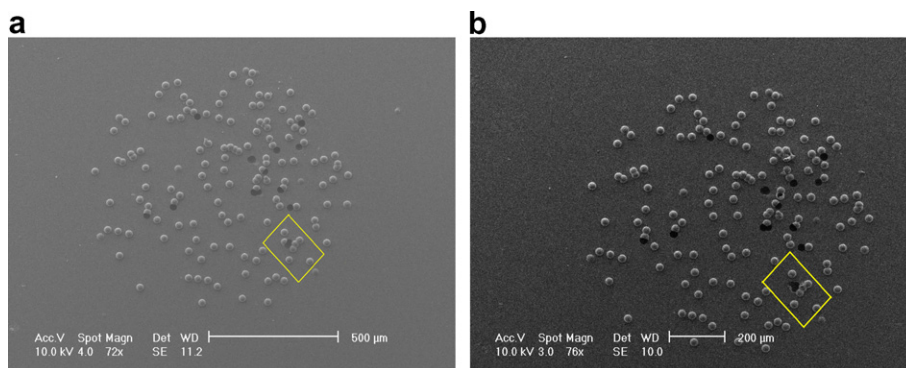 a
b
Acc.V Spot Magn Det WD 500 µm
10.0 kV 4.0 72x SE 11.2
Acc.V Spot Magn Det WD 200 µm
10.0 kV 3.0 76x SE 10.0